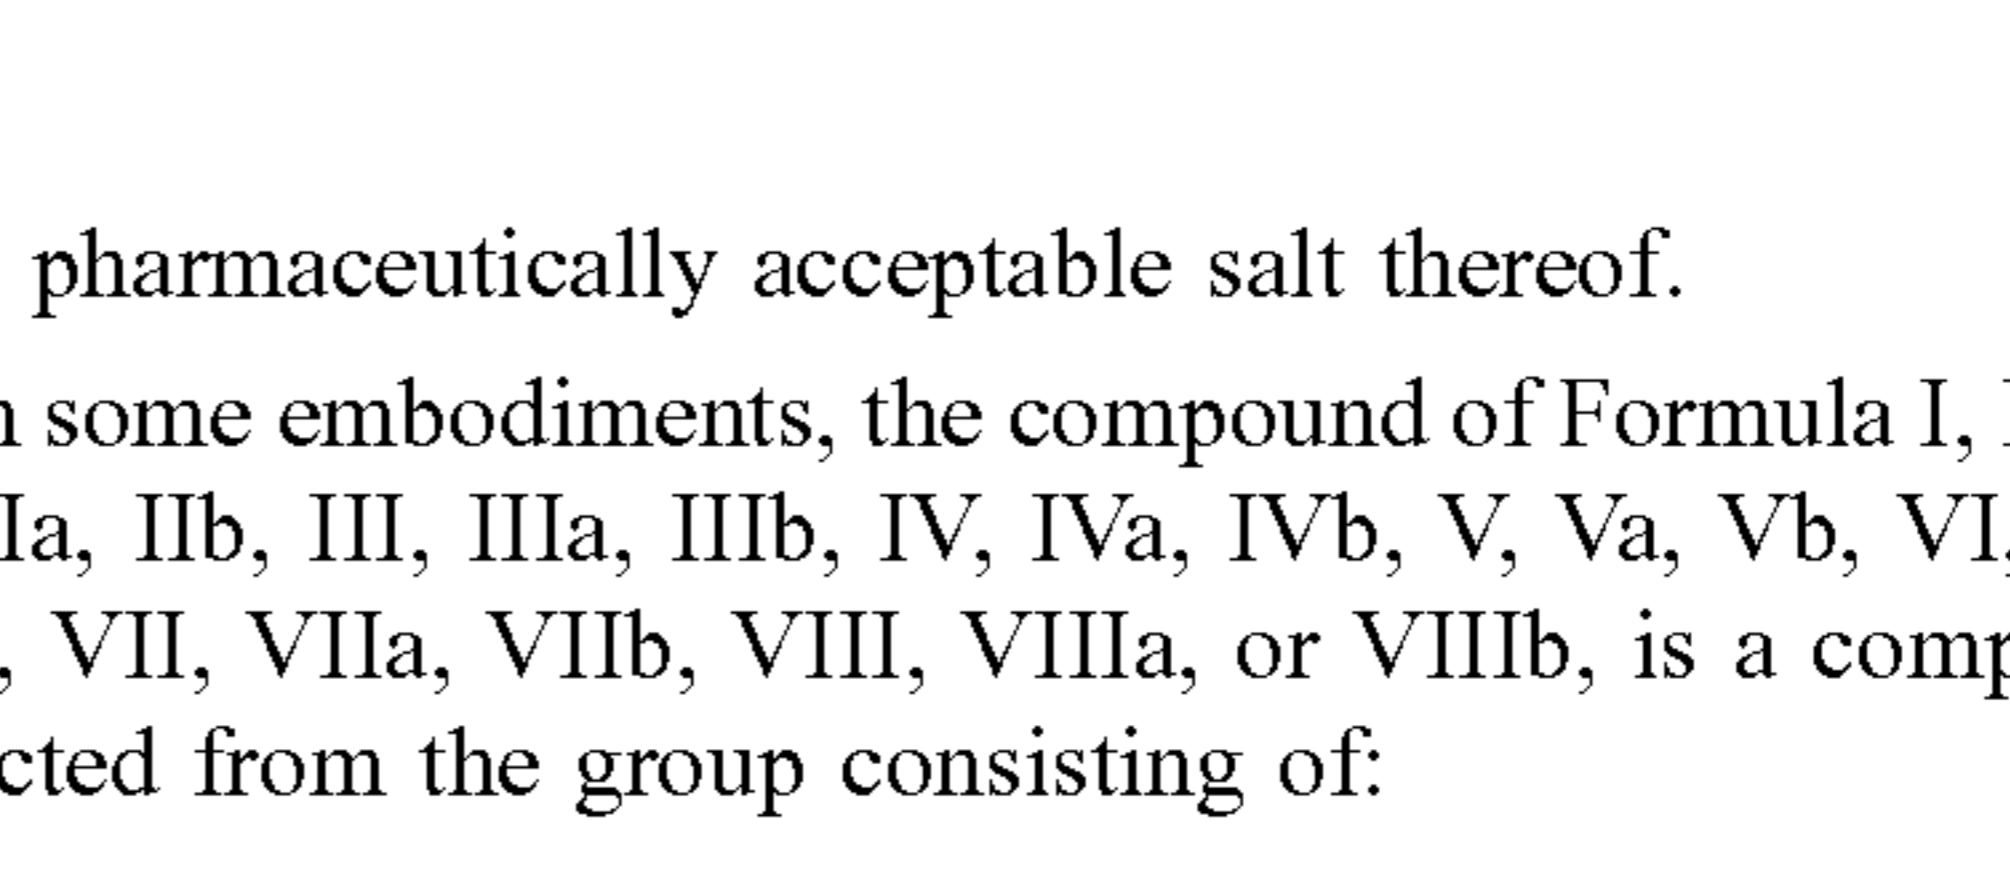 pharmaceutically acceptable salt thereof.
some embodiments, the compound of Formula I,
Ia, IIb, III, IIIa, IIIb, IV, IVa, IVb, V, Va, Vb, VI,
, VII, VIIa, VIIb, VIII, VIIIa, or VIIIb, is a comp
cted from the group consisting of: